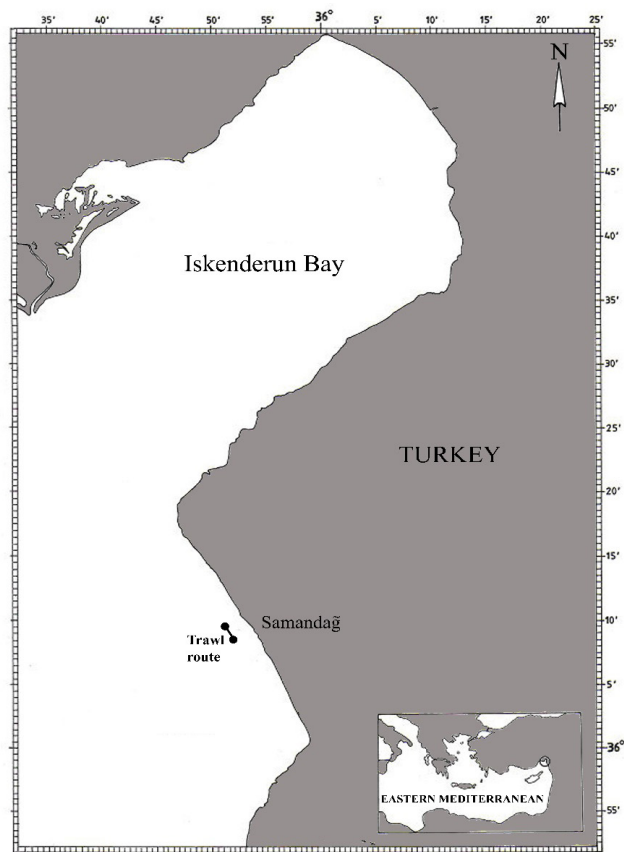 40' 45' 50' 55' 36° 5' 10' 15' 20' 25'
55'
N
50'
45'
40'
Iskenderun Bay
35'
30'
25'
TURKEY
20'
15'
10'
Samandağ
Trawl
route
5'
36°
EASTERN MEDITERRANEAN
55'